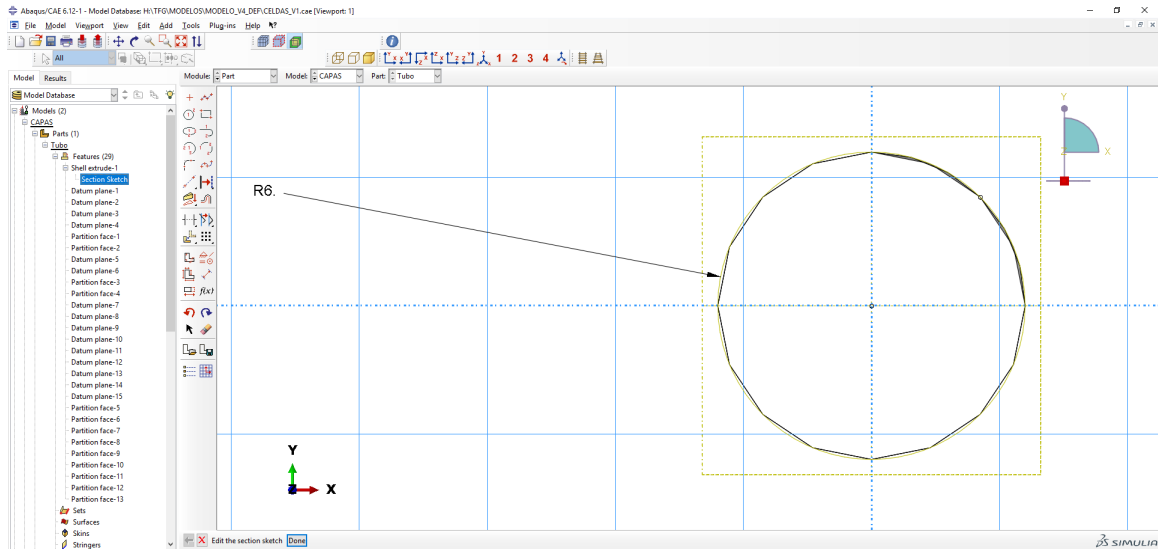 Abaqus/CAE 6.12-1 - Model Database: H:\TFG\MODELOS\MODELO_V4_DEF\CELDAS_V1.cae [Viewport: 1]
File Model Viewport View Edit Add Tools Plug-ins Help
All
1 2 3 4
Model Results
Module: Part Model: CAPAS Part: Tubo
Model Database
Models (2)
CAPAS
Parts (1)
Tubo
Features (29)
Shell extrude-1
Section Sketch
Datum plane-1
Datum plane-2
Datum plane-3
Datum plane-4
Partition face-1
Partition face-2
Datum plane-5
Datum plane-6
Partition face-3
Partition face-4
Datum plane-7
Datum plane-8
Datum plane-9
Datum plane-10
Datum plane-11
Datum plane-12
Datum plane-13
Datum plane-14
Datum plane-15
Partition face-5
Partition face-6
Partition face-7
Partition face-8
Partition face-9
Partition face-10
Partition face-11
Partition face-12
Partition face-13
Sets
Surfaces
Skins
Stringers
f(x)
R6.
Y
X
Z
Y
X
Edit the section sketch Done
SIMULIA